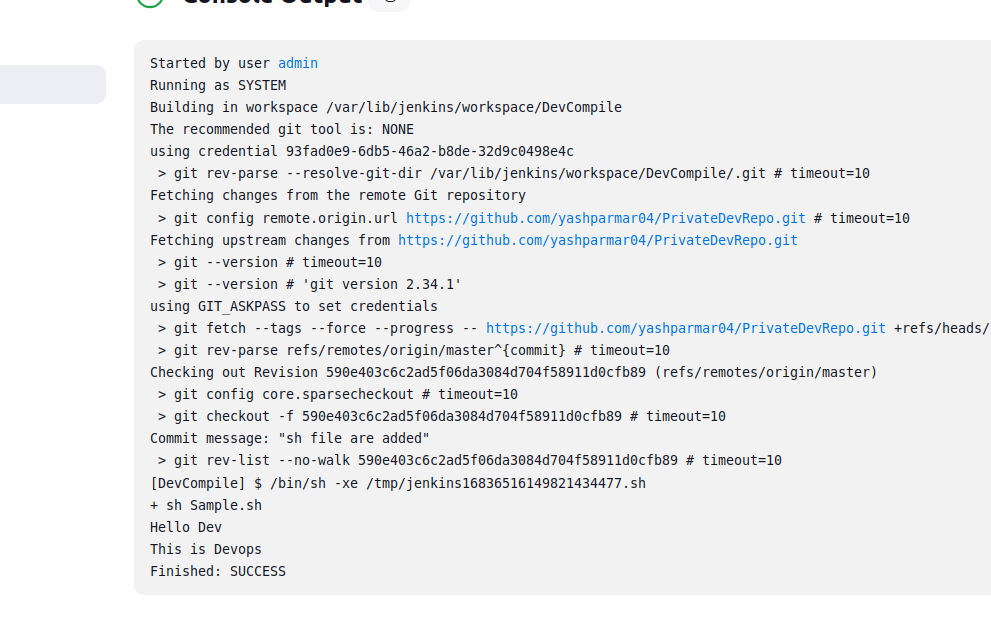 Console Output
Started by user admin
Running as SYSTEM
Building in workspace /var/lib/jenkins/workspace/DevCompile
The recommended git tool is: NONE
using credential 93fad0e9-6db5-46a2-b8de-32d9c0498e4c
 > git rev-parse --resolve-git-dir /var/lib/jenkins/workspace/DevCompile/.git # timeout=10
Fetching changes from the remote Git repository
 > git config remote.origin.url https://github.com/yashparmar04/PrivateDevRepo.git # timeout=10
Fetching upstream changes from https://github.com/yashparmar04/PrivateDevRepo.git
 > git --version # timeout=10
 > git --version # 'git version 2.34.1'
using GIT_ASKPASS to set credentials
 > git fetch --tags --force --progress -- https://github.com/yashparmar04/PrivateDevRepo.git +refs/heads/
 > git rev-parse refs/remotes/origin/master^{commit} # timeout=10
Checking out Revision 590e403c6c2ad5f06da3084d704f58911d0cfb89 (refs/remotes/origin/master)
 > git config core.sparsecheckout # timeout=10
 > git checkout -f 590e403c6c2ad5f06da3084d704f58911d0cfb89 # timeout=10
Commit message: "sh file are added"
 > git rev-list --no-walk 590e403c6c2ad5f06da3084d704f58911d0cfb89 # timeout=10
[DevCompile] $ /bin/sh -xe /tmp/jenkins16836516149821434477.sh
+ sh Sample.sh
Hello Dev
This is Devops
Finished: SUCCESS